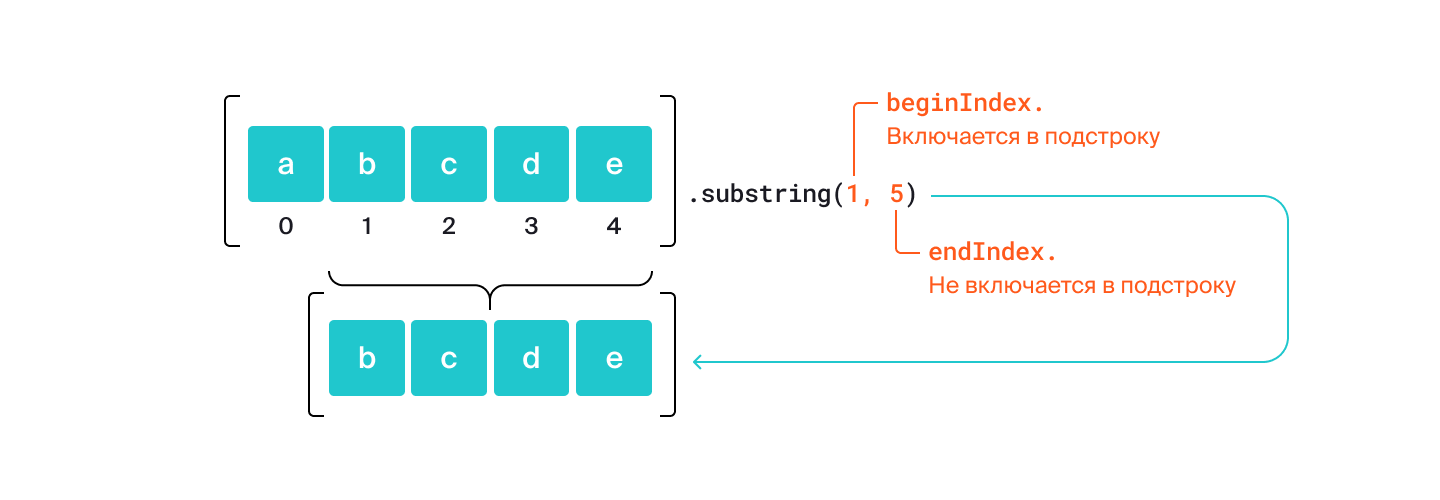 a b c d e
0 1 2 3 4
.substring(1, 5)
beginIndex.
Включается в подстроку
endIndex.
Не включается в подстроку
b c d e